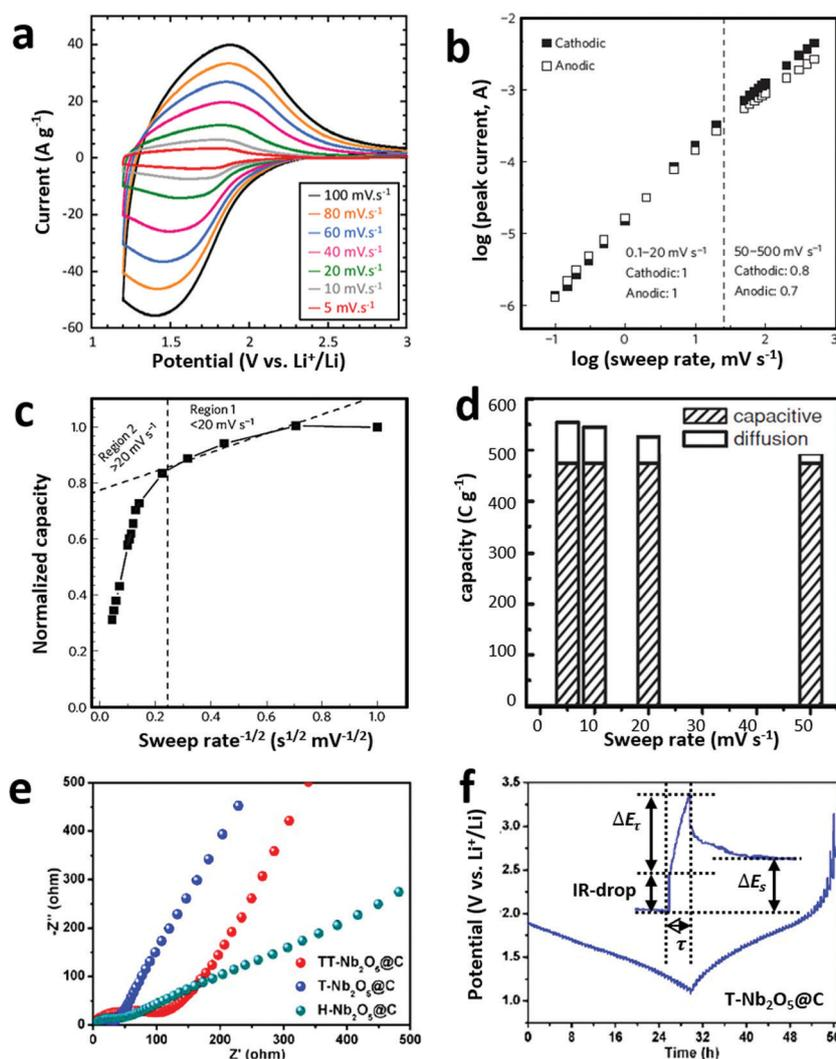 a
Current (A g⁻¹)
40
20
0
-20
-40
-60
100 mV.s⁻¹
80 mV.s⁻¹
60 mV.s⁻¹
40 mV.s⁻¹
20 mV.s⁻¹
10 mV.s⁻¹
5 mV.s⁻¹
1 1.5 2 2.5 3
Potential (V vs. Li⁺/Li)
b
log (peak current, A)
−2
−3
−4
−5
−6
Cathodic
Anodic
0.1–20 mV s⁻¹
Cathodic: 1
Anodic: 1
50–500 mV s⁻¹
Cathodic: 0.8
Anodic: 0.7
−1 0 1 2 3
log (sweep rate, mV s⁻¹)
c
Normalized capacity
1.0
0.8
0.6
0.4
0.2
0.0
Region 2
>20 mV s⁻¹
Region 1
<20 mV s⁻¹
0.0 0.2 0.4 0.6 0.8 1.0
Sweep rate⁻¹/² (s¹/² mV⁻¹/²)
d
capacity (C g⁻¹)
600
500
400
300
200
100
0
capacitive
diffusion
0 10 20 30 40 50
Sweep rate (mV s⁻¹)
e
-Z'' (ohm)
500
400
300
200
100
0
TT-Nb₂O₅@C
T-Nb₂O₅@C
H-Nb₂O₅@C
0 100 200 300 400 500
Z' (ohm)
f
Potential (V vs. Li⁺/Li)
3.5
3.0
2.5
2.0
1.5
1.0
ΔEτ
IR-drop
ΔEs
τ
T-Nb₂O₅@C
0 8 16 24 32 40 48 56
Time (h)